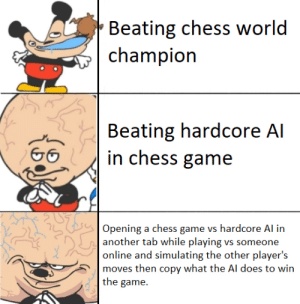 Beating chess world
champion
Beating hardcore AI
in chess game
Opening a chess game vs hardcore AI in
another tab while playing vs someone
online and simulating the other player's
moves then copy what the AI does to win
the game.